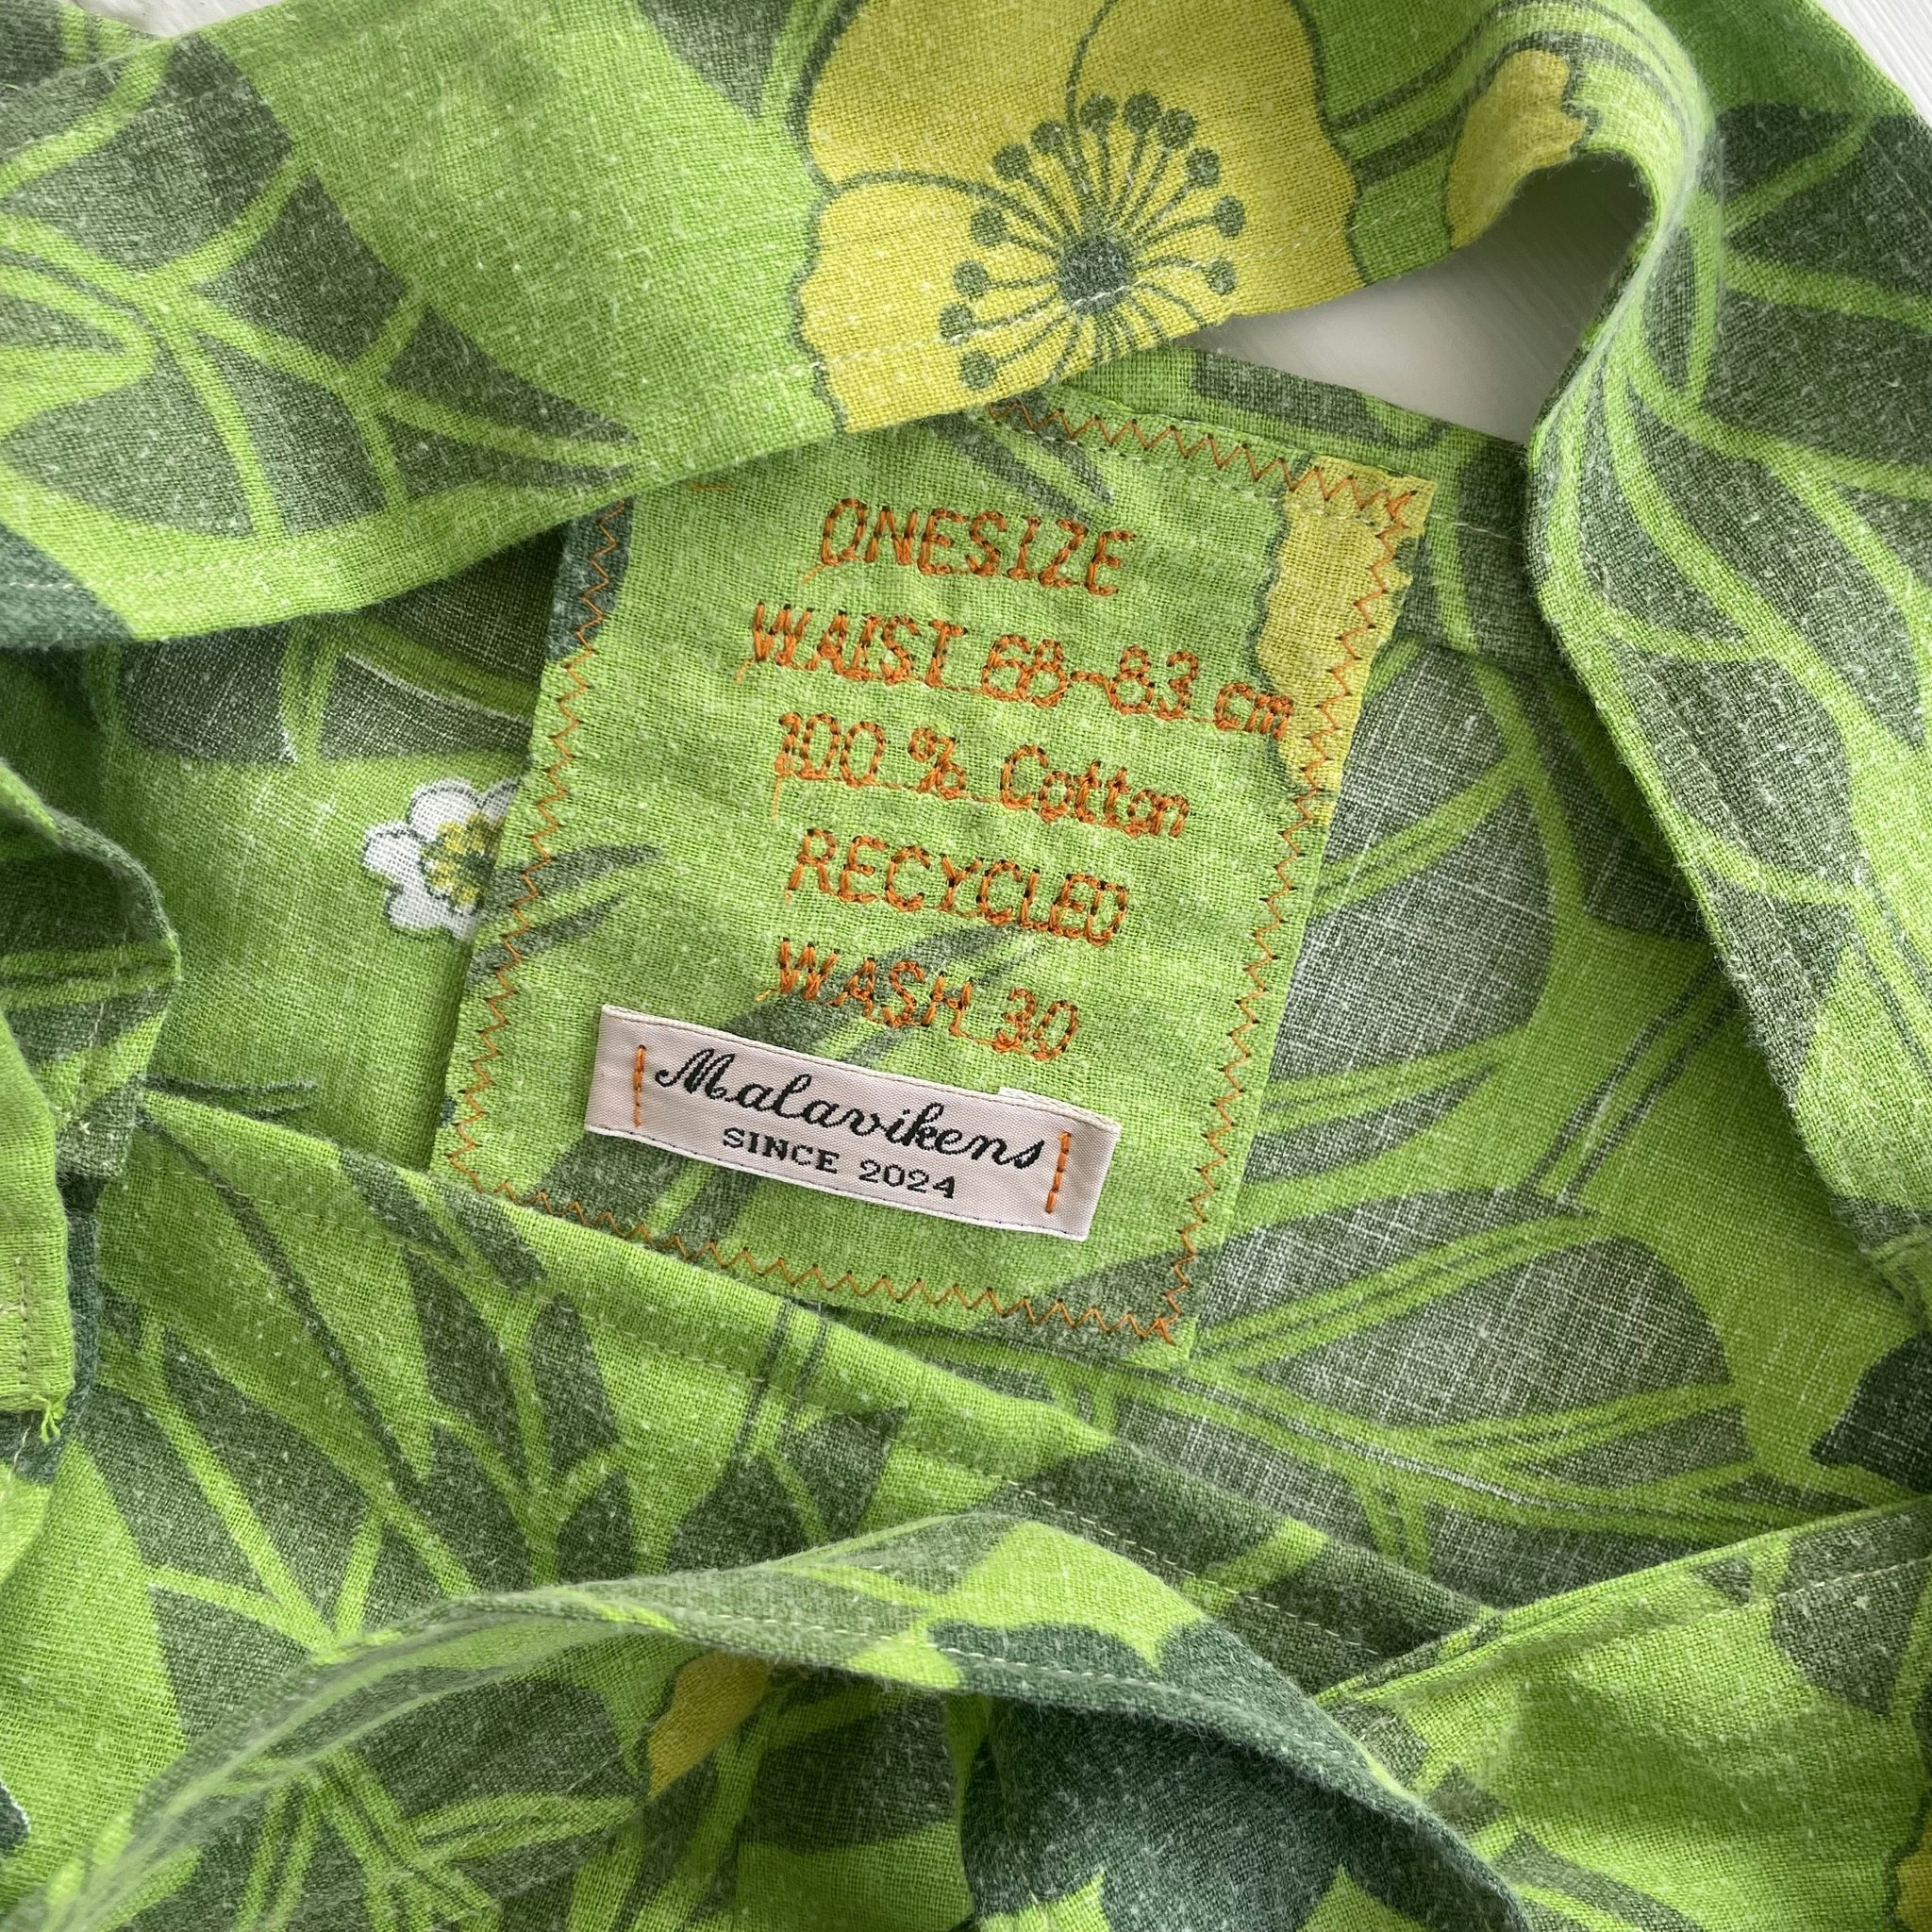 ONESIZE
WAIST 68-83 cm
100 % Cotton
RECYCLED
WASH 30
Malavikens
SINCE 2024